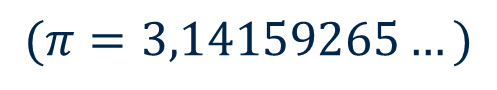 (π = 3,14159265 ...)